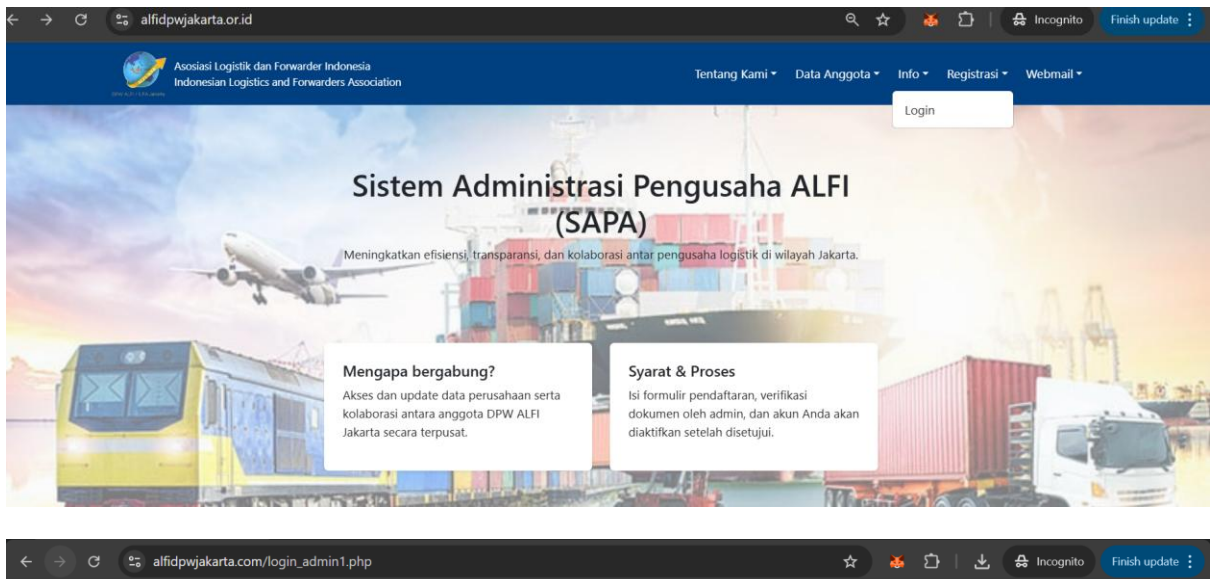 alfidpwjakarta.or.id
Incognito
Finish update
Asosiasi Logistik dan Forwarder Indonesia
Indonesian Logistics and Forwarders Association
Tentang Kami
Data Anggota
Info
Registrasi
Webmail
Login
Sistem Administrasi Pengusaha ALFI
(SAPA)
Meningkatkan efisiensi, transparansi, dan kolaborasi antar pengusaha logistik di wilayah Jakarta.
Mengapa bergabung?
Akses dan update data perusahaan serta
kolaborasi antara anggota DPW ALFI
Jakarta secara terpusat.
Syarat & Proses
Isi formulir pendaftaran, verifikasi
dokumen oleh admin, dan akun Anda akan
diaktifkan setelah disetujui.
alfidpwjakarta.com/login_admin1.php
Incognito
Finish update